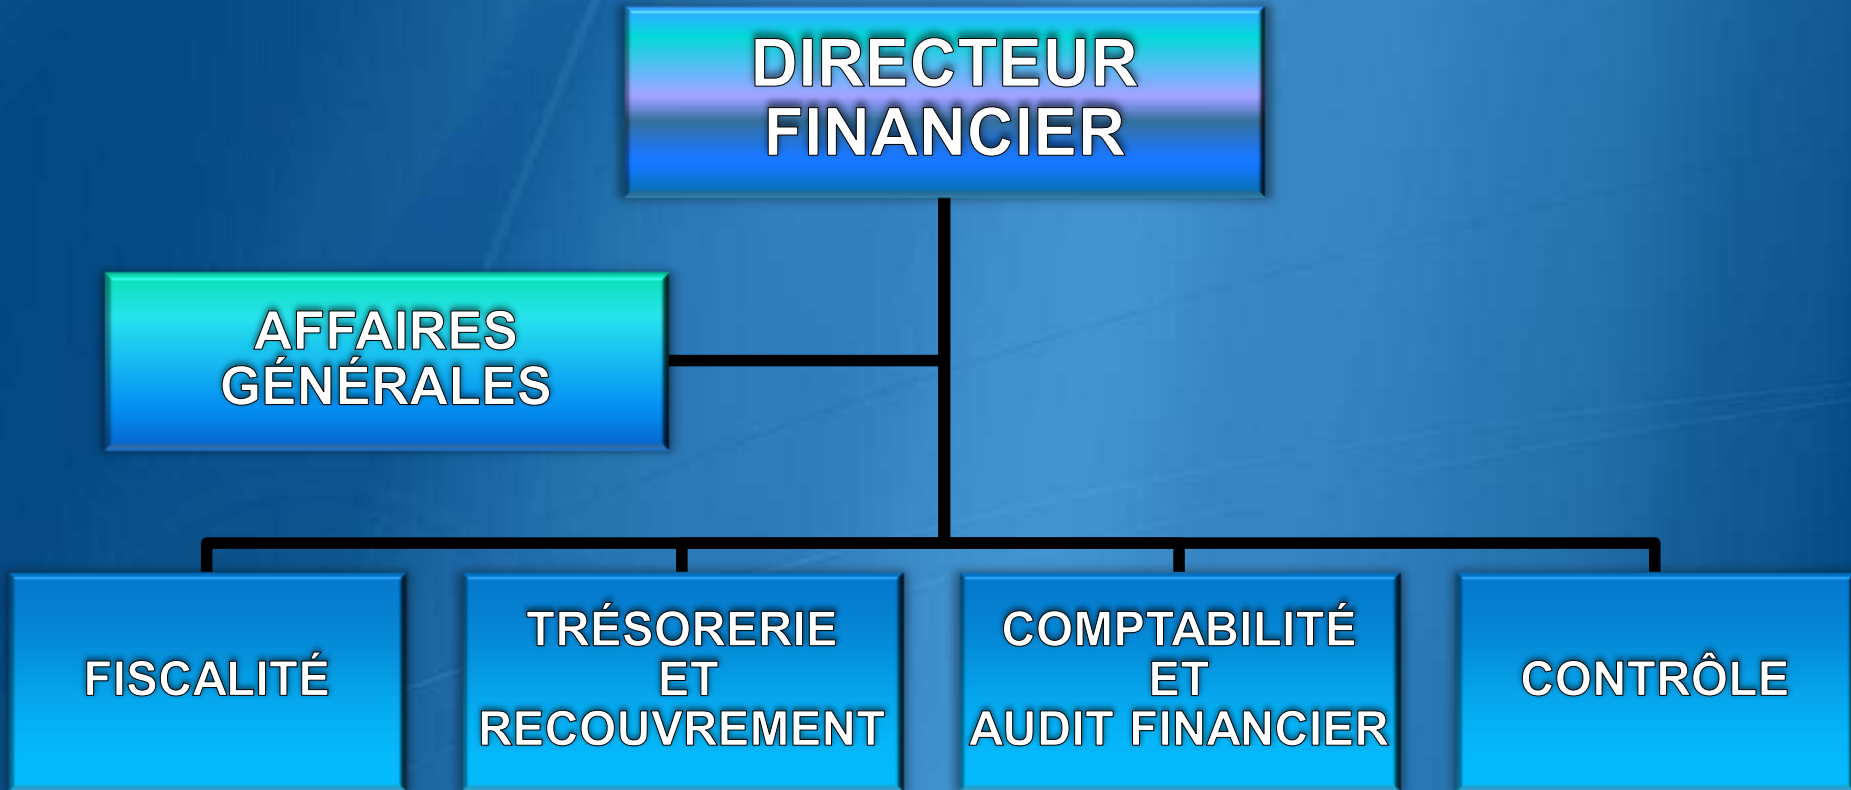 DIRECTEUR
FINANCIER
AFFAIRES
GÉNÉRALES
FISCALITÉ
TRÉSORERIE
ET
RECOUVREMENT
COMPTABILITÉ
ET
AUDIT FINANCIER
CONTRÔLE